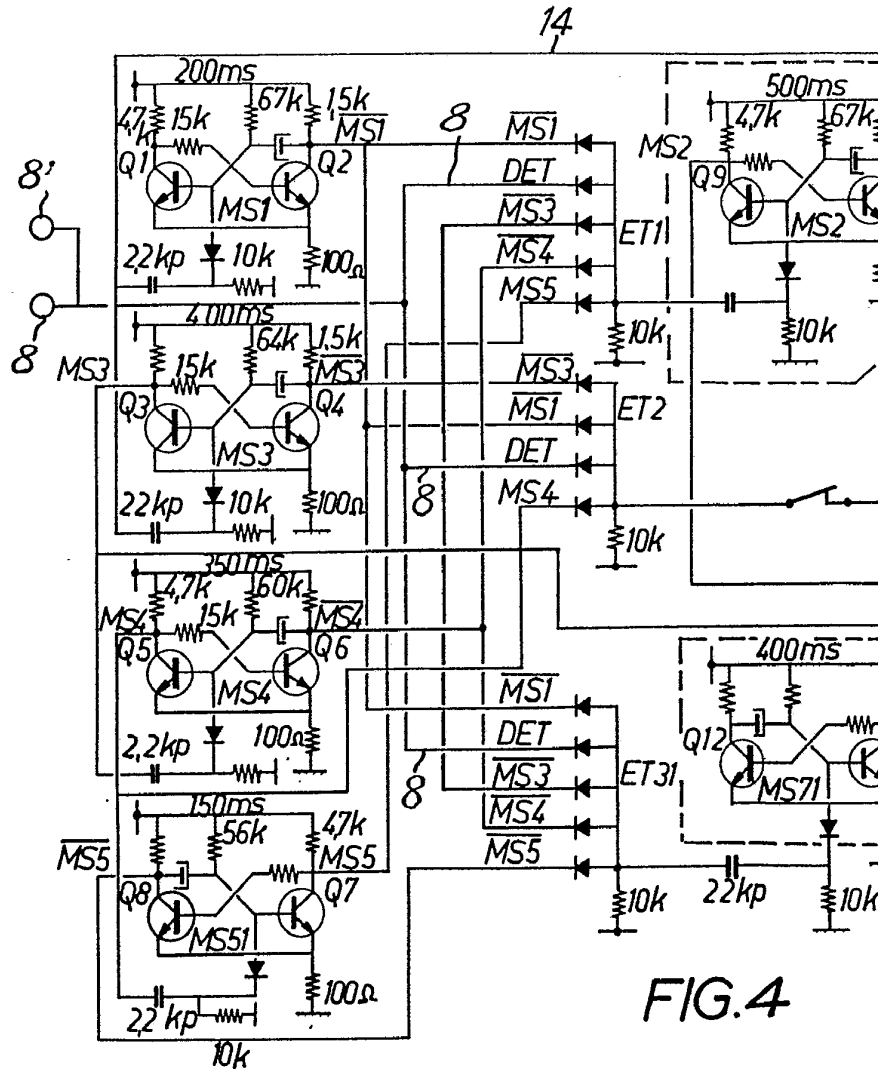 14
200ms
500ms
47k
15k
67k
1,5k
4,7k
67k
Q1
Q2
MS1
MS1
8
MS1
MS2
Q9
8'
DET
MS2
MS3
ET1
2,2kp
10k
100Ω
MS4
8
400ms
MS5
64k
1,5k
10k
10k
MS3
15k
MS3
MS3
Q3
Q4
MS1
ET2
MS3
DET
22kp
10k
100Ω
8
MS4
10k
350ms
4,7k
60k
MS4
15k
MS4
400ms
Q5
Q6
MS1
MS4
DET
Q12
100Ω
8
MS3
ET31
MS71
2,2kp
MS4
150ms
56k
4,7k
MS5
MS5
MS5
Q8
Q7
22kp
10k
10k
MS51
100Ω
2,2kp
10k
FIG.4